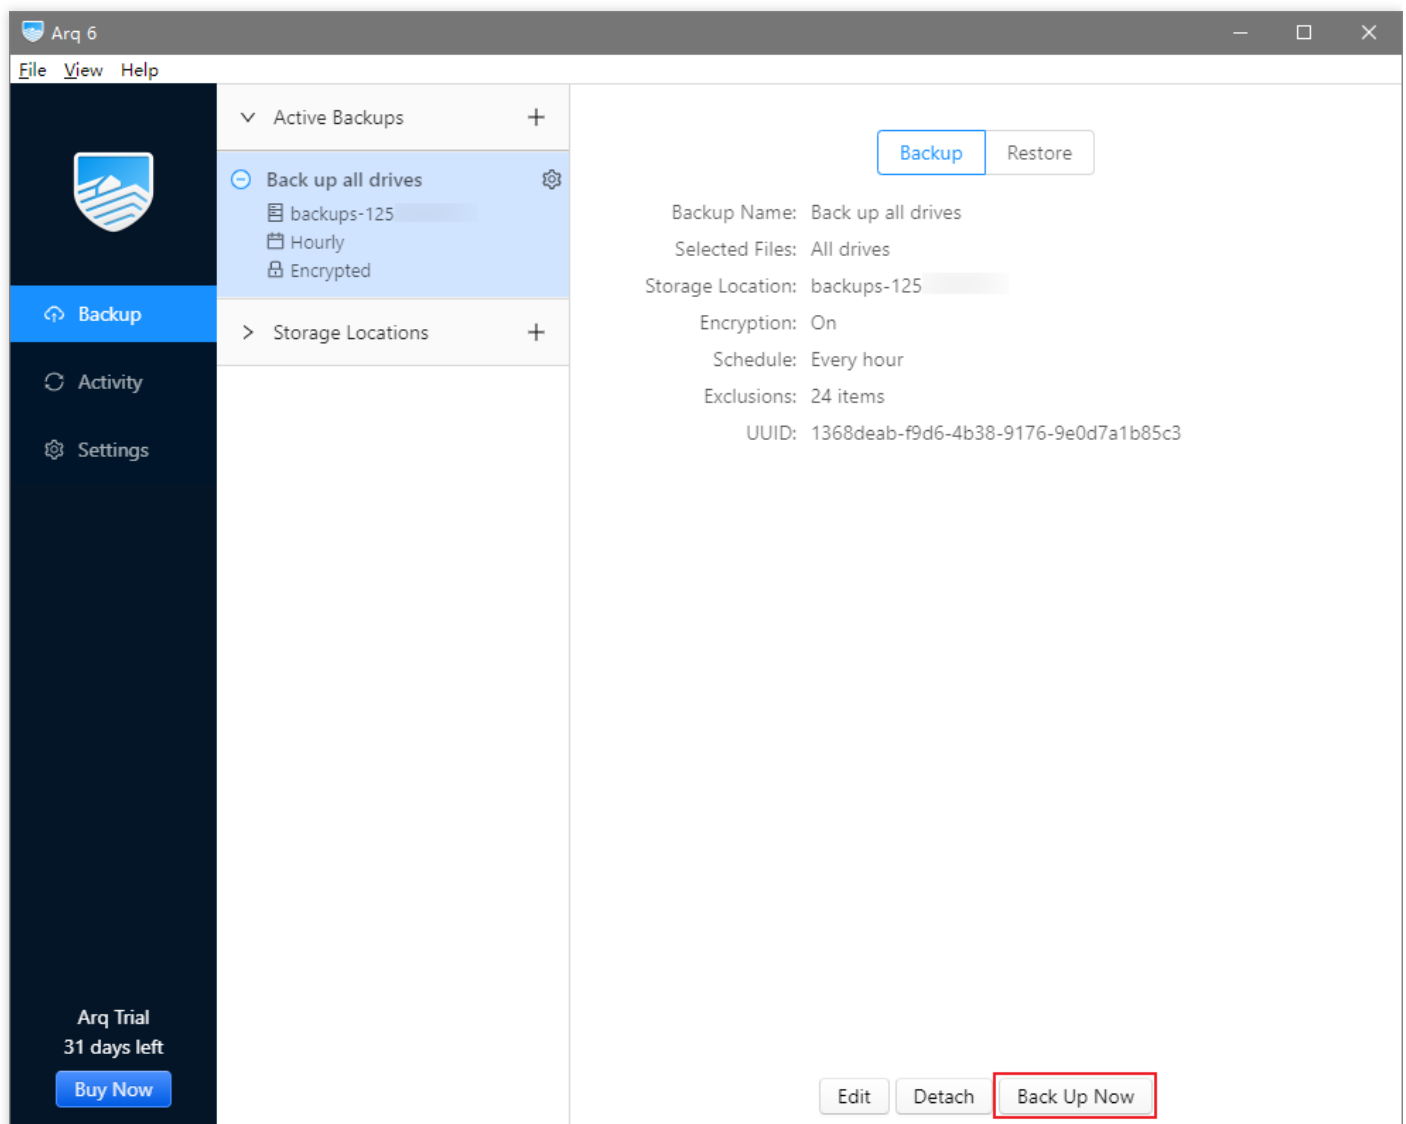 Arq 6
File View Help
Active Backups
Back up all drives
backups-125
Hourly
Encrypted
Storage Locations
Backup
Activity
Settings
Arq Trial
31 days left
Buy Now
Backup Restore
Backup Name: Back up all drives
Selected Files: All drives
Storage Location: backups-125
Encryption: On
Schedule: Every hour
Exclusions: 24 items
UUID: 1368deab-f9d6-4b38-9176-9e0d7a1b85c3
Edit Detach Back Up Now